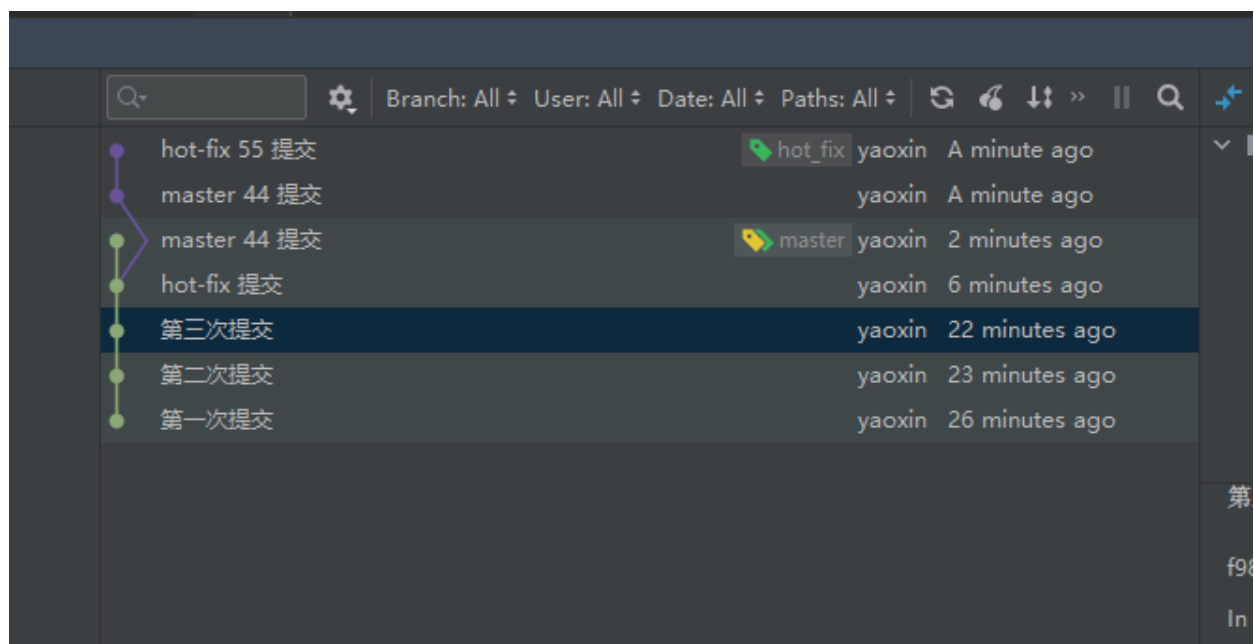 Branch: All User: All Date: All Paths: All
hot-fix 55 提交 hot_fix yaoxin A minute ago
master 44 提交 yaoxin A minute ago
master 44 提交 master yaoxin 2 minutes ago
hot-fix 提交 yaoxin 6 minutes ago
第三次提交 yaoxin 22 minutes ago
第二次提交 yaoxin 23 minutes ago
第一次提交 yaoxin 26 minutes ago
第
f98
In